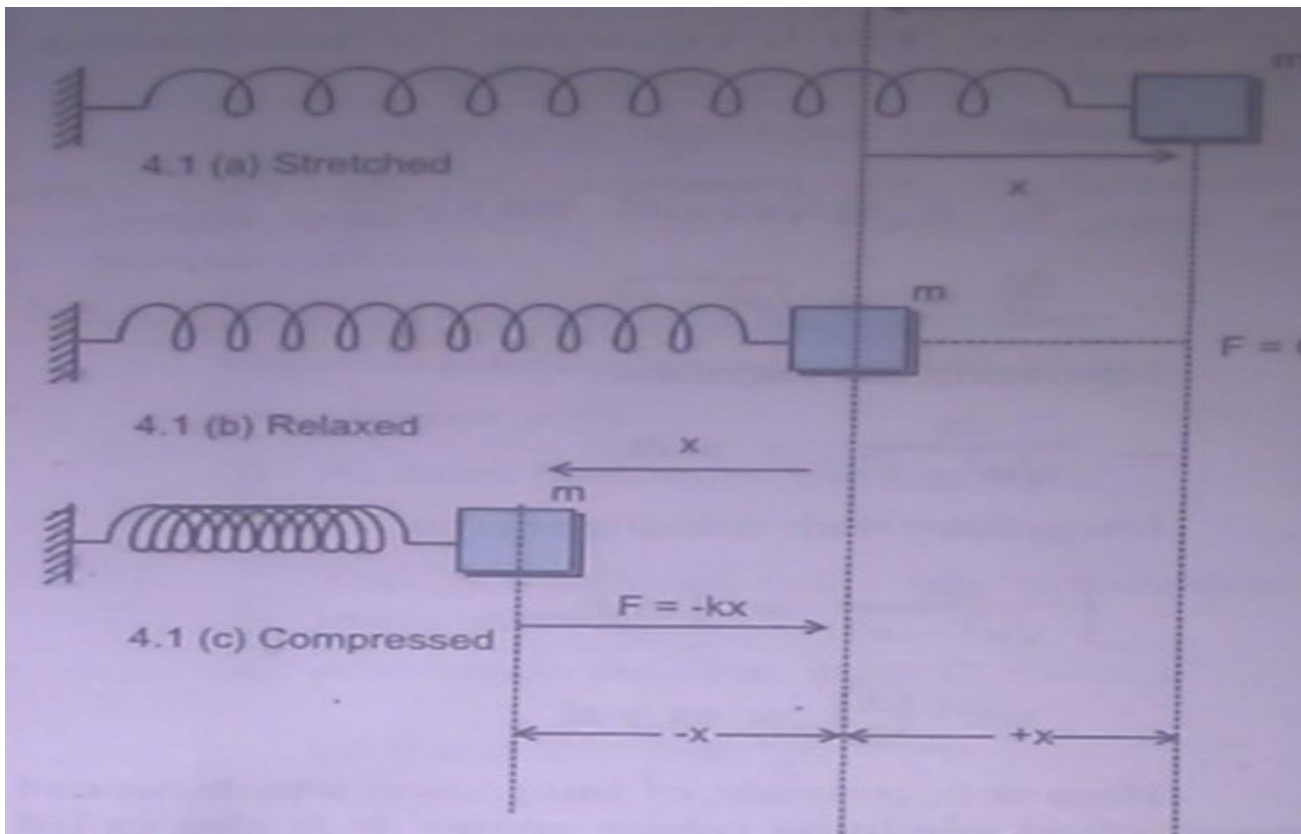 m
4.1 (a) Stretched
x
m
F =
4.1 (b) Relaxed
x
m
F = -kx
4.1 (c) Compressed
-x
+x